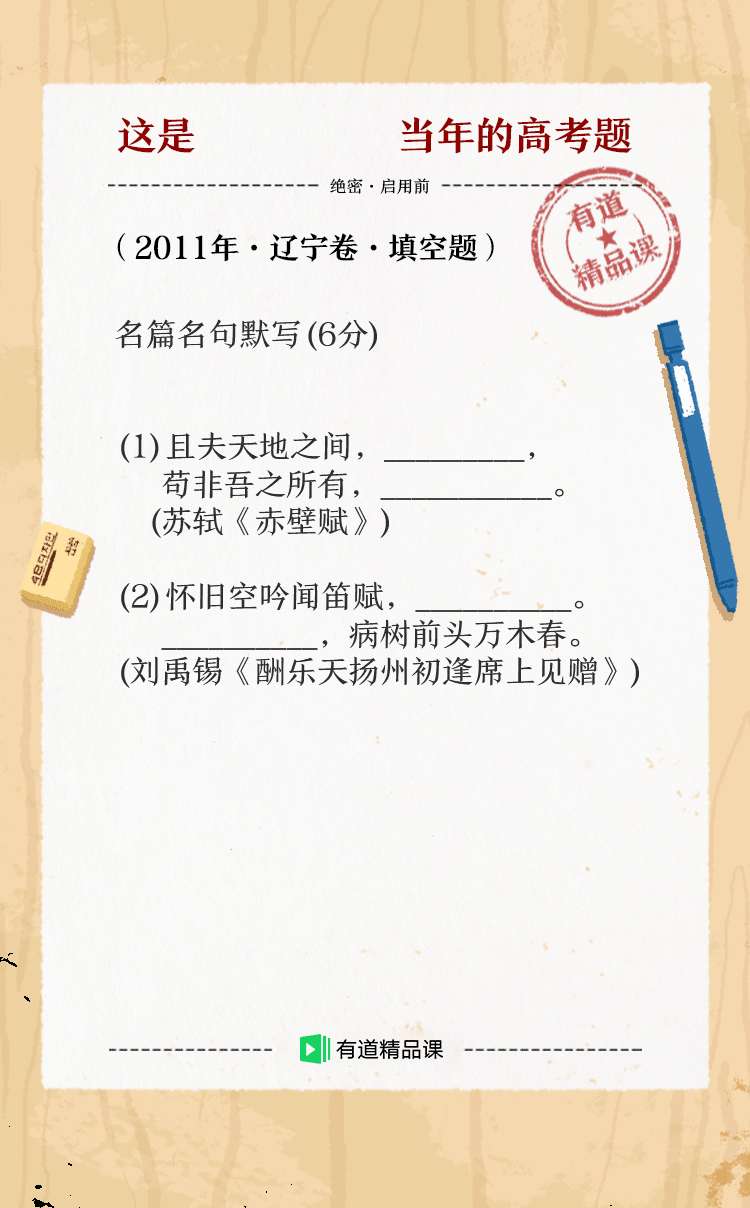 这是 当年的高考题
绝密·启用前
有道
精品课
（2011年·辽宁卷·填空题）
名篇名句默写(6分)
(1)且夫天地之间，_________，
苟非吾之所有，___________。
(苏轼《赤壁赋》)
(2)怀旧空吟闻笛赋，__________。
__________，病树前头万木春。
(刘禹锡《酬乐天扬州初逢席上见赠》)
有道精品课